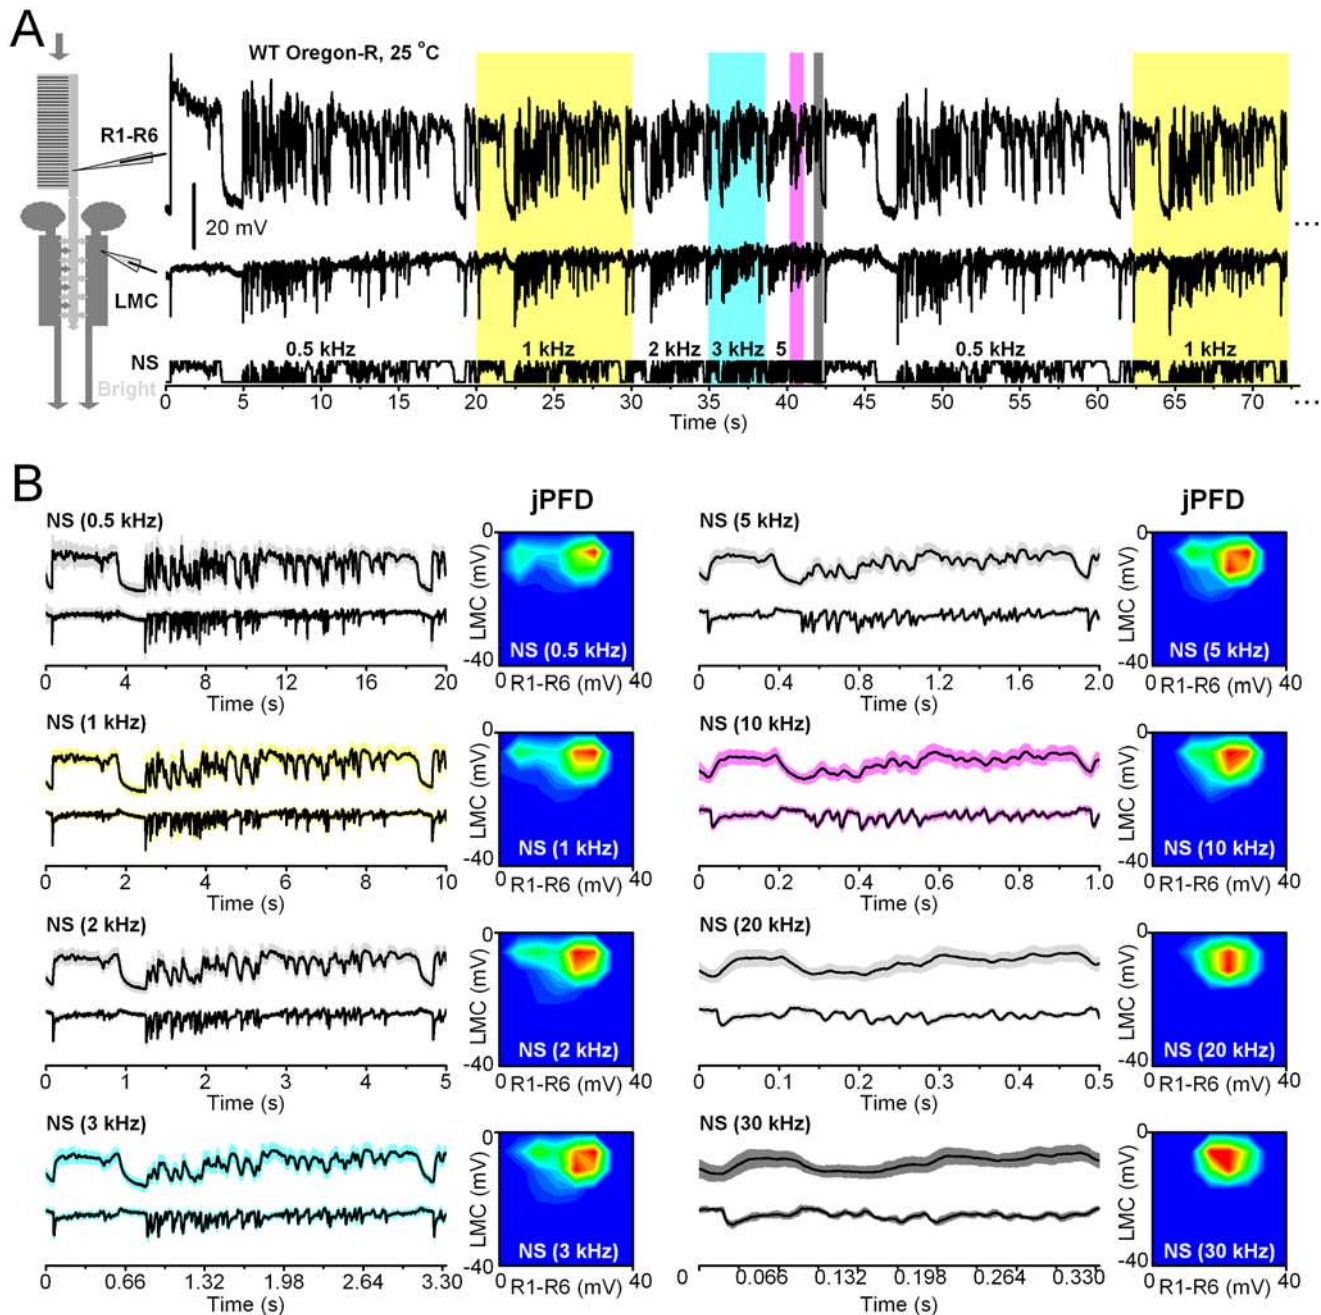 A
WT Oregon-R, 25 °C
R1-R6
20 mV
LMC
NS
0.5 kHz
1 kHz
2 kHz
3 kHz
5
0.5 kHz
1 kHz
Bright
0 5 10 15 20 25 30 35 40 45 50 55 60 65 70
Time (s)
B
NS (0.5 kHz)
0 4 6 8 12 16 20
Time (s)
jPFD
0
LMC (mV)
-40
NS (0.5 kHz)
0 R1-R6 (mV) 40
NS (5 kHz)
0 0.4 0.8 1.2 1.6 2.0
Time (s)
jPFD
0
LMC (mV)
-40
NS (5 kHz)
0 R1-R6 (mV) 40
NS (1 kHz)
0 2 4 6 8 10
Time (s)
0
LMC (mV)
-40
NS (1 kHz)
0 R1-R6 (mV) 40
NS (10 kHz)
0 0.2 0.4 0.6 0.8 1.0
Time (s)
0
LMC (mV)
-40
NS (10 kHz)
0 R1-R6 (mV) 40
NS (2 kHz)
0 1 2 3 4 5
Time (s)
0
LMC (mV)
-40
NS (2 kHz)
0 R1-R6 (mV) 40
NS (20 kHz)
0 0.1 0.2 0.3 0.4 0.5
Time (s)
0
LMC (mV)
-40
NS (20 kHz)
0 R1-R6 (mV) 40
NS (3 kHz)
0 0.66 1.32 1.98 2.64 3.30
Time (s)
0
LMC (mV)
-40
NS (3 kHz)
0 R1-R6 (mV) 40
NS (30 kHz)
0 0.066 0.132 0.198 0.264 0.330
Time (s)
0
LMC (mV)
-40
NS (30 kHz)
0 R1-R6 (mV) 40